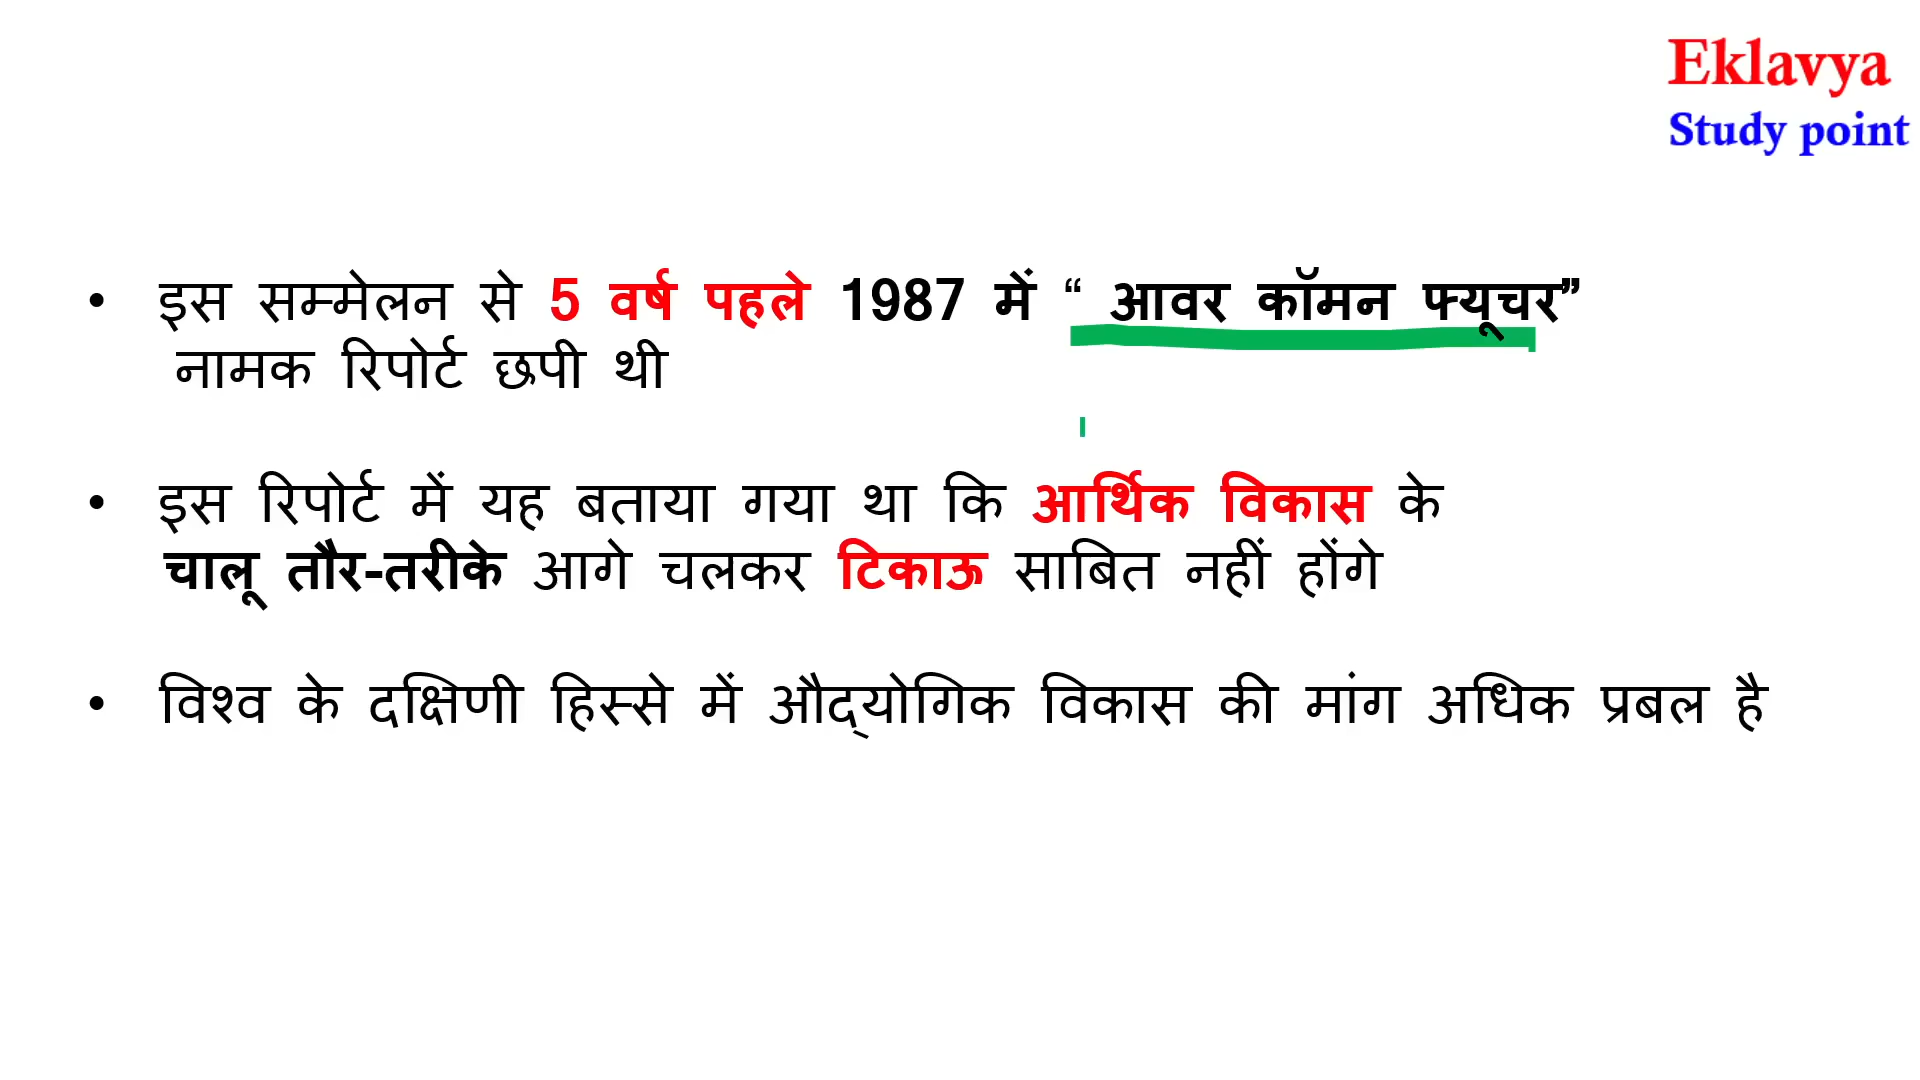 Eklavya
Study point
• इस सम्मेलन से 5 वर्ष पहले 1987 में “ आवर कॉमन फ्यूचर”
नामक रिपोर्ट छपी थी
• इस रिपोर्ट में यह बताया गया था कि आर्थिक विकास के
चालू तौर-तरीके आगे चलकर टिकाऊ साबित नहीं होंगे
• विश्व के दक्षिणी हिस्से में औद्योगिक विकास की मांग अधिक प्रबल है